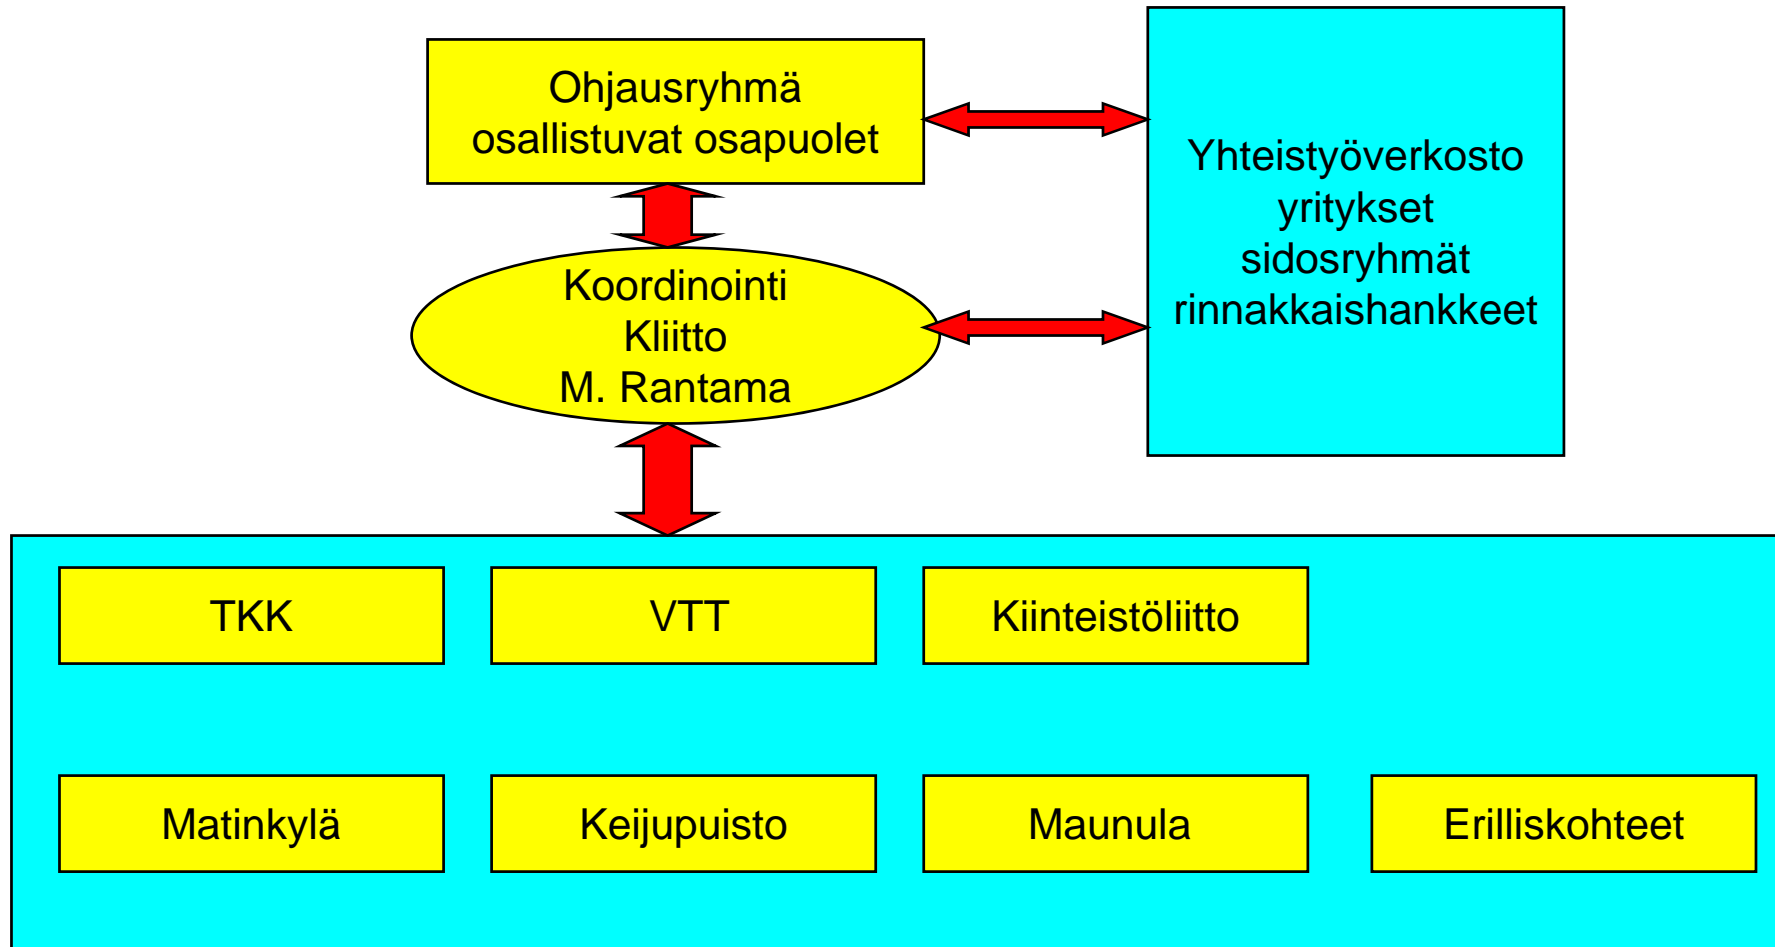 Ohjausryhmä
osallistuvat osapuolet
Yhteistyöverkosto
yritykset
sidosryhmät
rinnakkaishankkeet
Koordinointi
Kliitto
M. Rantama
TKK
VTT
Kiinteistöliitto
Matinkylä
Keijupuisto
Maunula
Erilliskohteet